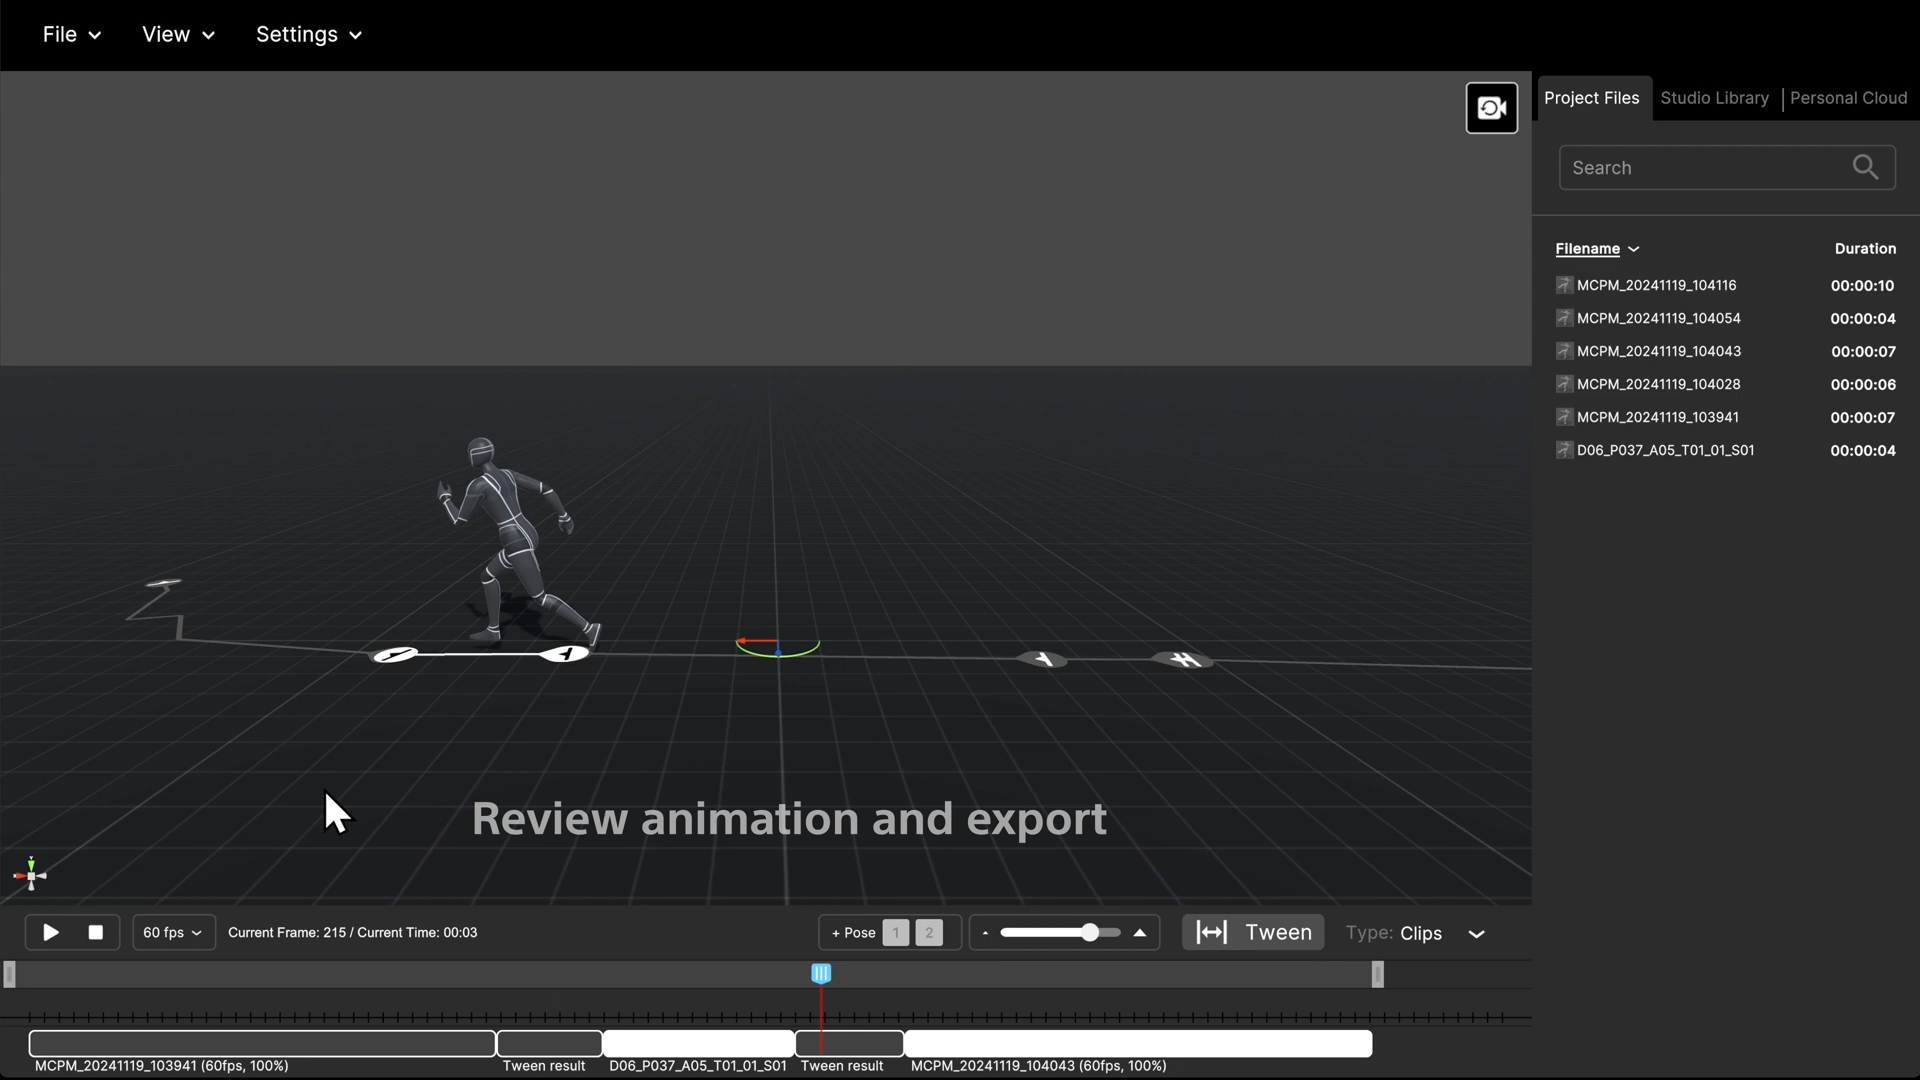 File
View
Settings
Project Files
Studio Library
Personal Cloud
Search
Filename
Duration
MCPM_20241119_104116
00:00:10
MCPM_20241119_104054
00:00:04
MCPM_20241119_104043
00:00:07
MCPM_20241119_104028
00:00:06
MCPM_20241119_103941
00:00:07
D06_P037_A05_T01_01_S01
00:00:04
Review animation and export
60 fps
Current Frame: 215 / Current Time: 00:03
+ Pose
1
2
Tween
Type: Clips
MCPM_20241119_103941 (60fps, 100%)
Tween result
D06_P037_A05_T01_01_S01
Tween result
MCPM_20241119_104043 (60fps, 100%)